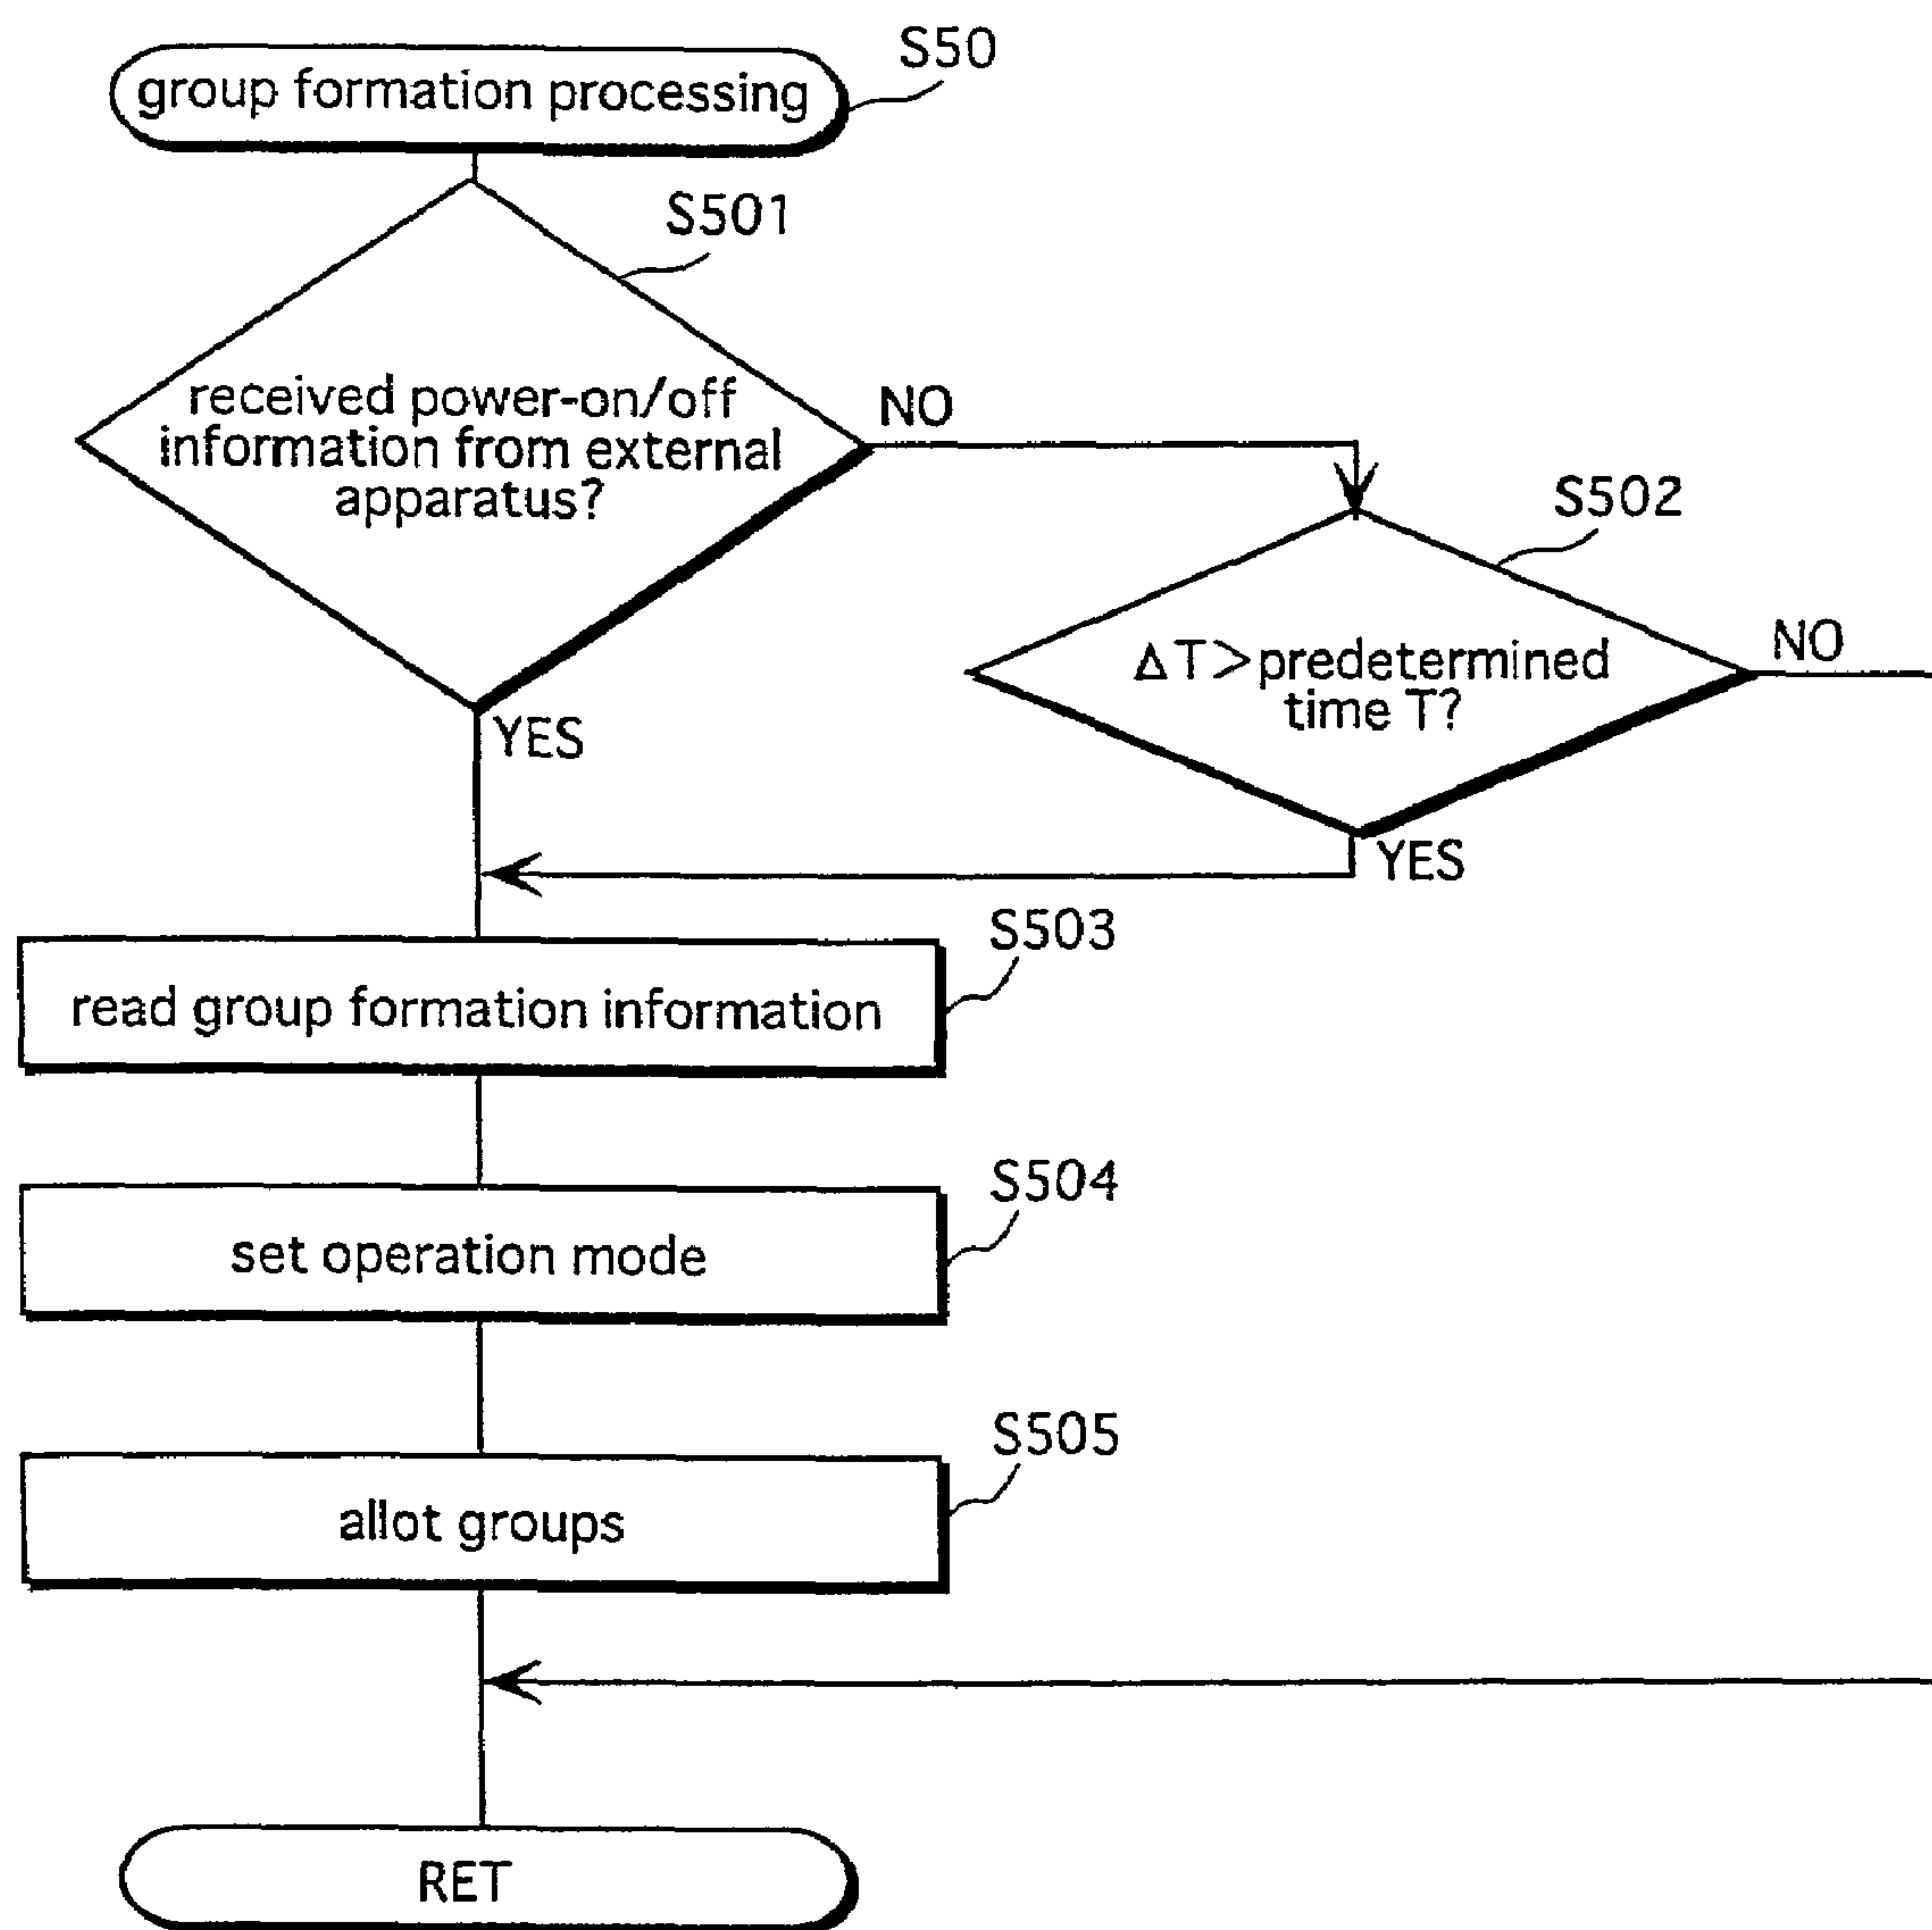 group formation processing
S50
S501
received power-on/off
information from external
apparatus?
NO
YES
S502
ΔT>predetermined
time T?
NO
YES
S503
read group formation information
S504
set operation mode
S505
allot groups
RET